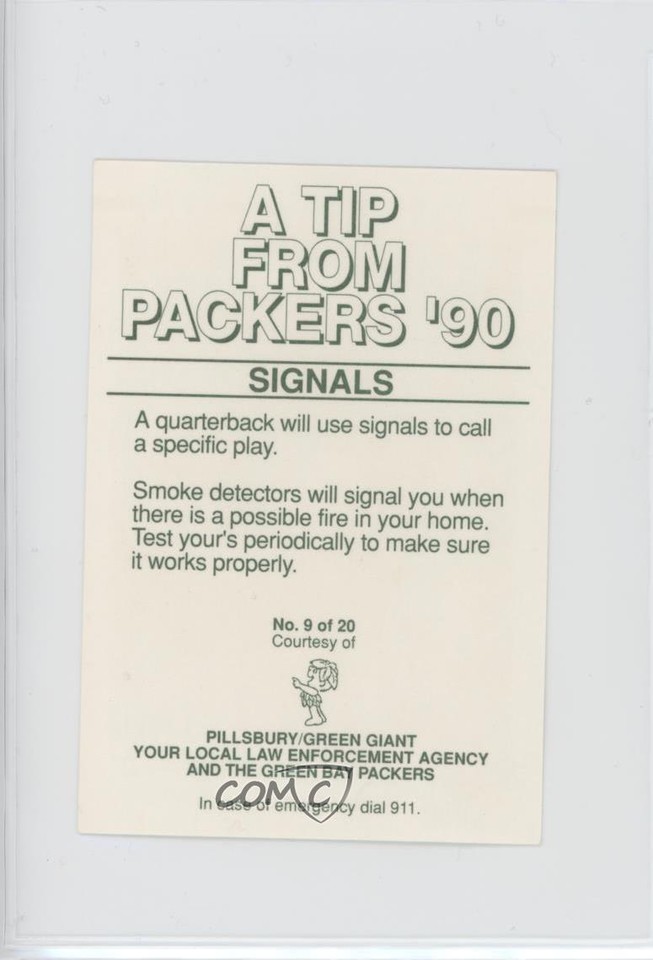 A TIP
FROM
PACKERS '90
SIGNALS
A quarterback will use signals to call
a specific play.
Smoke detectors will signal you when
there is a possible fire in your home.
Test your's periodically to make sure
it works properly.
No. 9 of 20
Courtesy of
PILLSBURY/GREEN GIANT
YOUR LOCAL LAW ENFORCEMENT AGENCY
AND THE GREEN BAY PACKERS
COMC
In case of emergency dial 911.